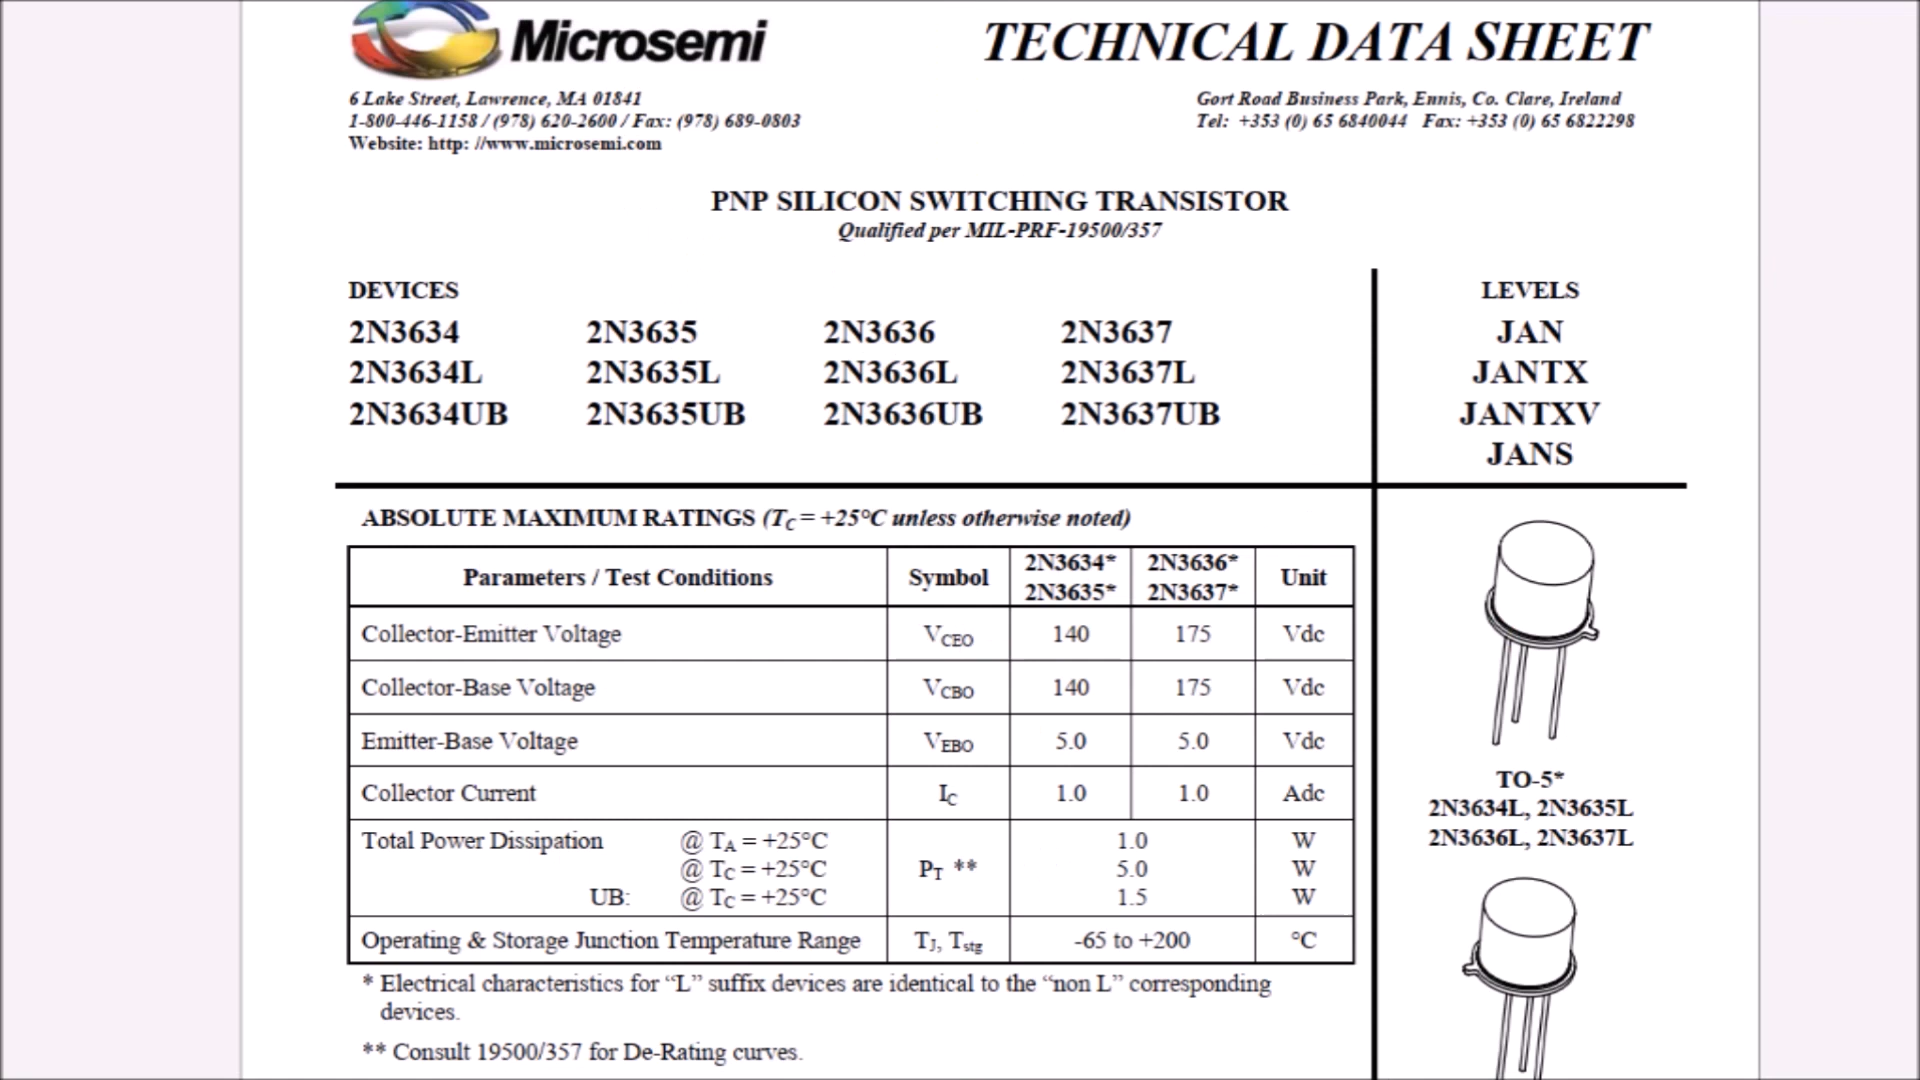 Microsemi
TECHNICAL DATA SHEET
6 Lake Street, Lawrence, MA 01841
1-800-446-1158 / (978) 620-2600 / Fax: (978) 689-0803
Website: http: //www.microsemi.com
Gort Road Business Park, Ennis, Co. Clare, Ireland
Tel: +353 (0) 65 6840044 Fax: +353 (0) 65 6822298
PNP SILICON SWITCHING TRANSISTOR
Qualified per MIL-PRF-19500/357
DEVICES
2N3634 2N3635 2N3636 2N3637
2N3634L 2N3635L 2N3636L 2N3637L
2N3634UB 2N3635UB 2N3636UB 2N3637UB
LEVELS
JAN
JANTX
JANTXV
JANS
ABSOLUTE MAXIMUM RATINGS (TC = +25°C unless otherwise noted)
Parameters / Test Conditions Symbol 2N3634* 2N3636* Unit
2N3635* 2N3637*
Collector-Emitter Voltage VCEO 140 175 Vdc
Collector-Base Voltage VCBO 140 175 Vdc
Emitter-Base Voltage VEBO 5.0 5.0 Vdc
Collector Current IC 1.0 1.0 Adc
Total Power Dissipation @ TA = +25°C 1.0 W
@ TC = +25°C PT ** 5.0 W
UB: @ TC = +25°C 1.5 W
Operating & Storage Junction Temperature Range TJ, Tstg -65 to +200 °C
* Electrical characteristics for “L” suffix devices are identical to the “non L” corresponding
devices.
** Consult 19500/357 for De-Rating curves.
TO-5*
2N3634L, 2N3635L
2N3636L, 2N3637L